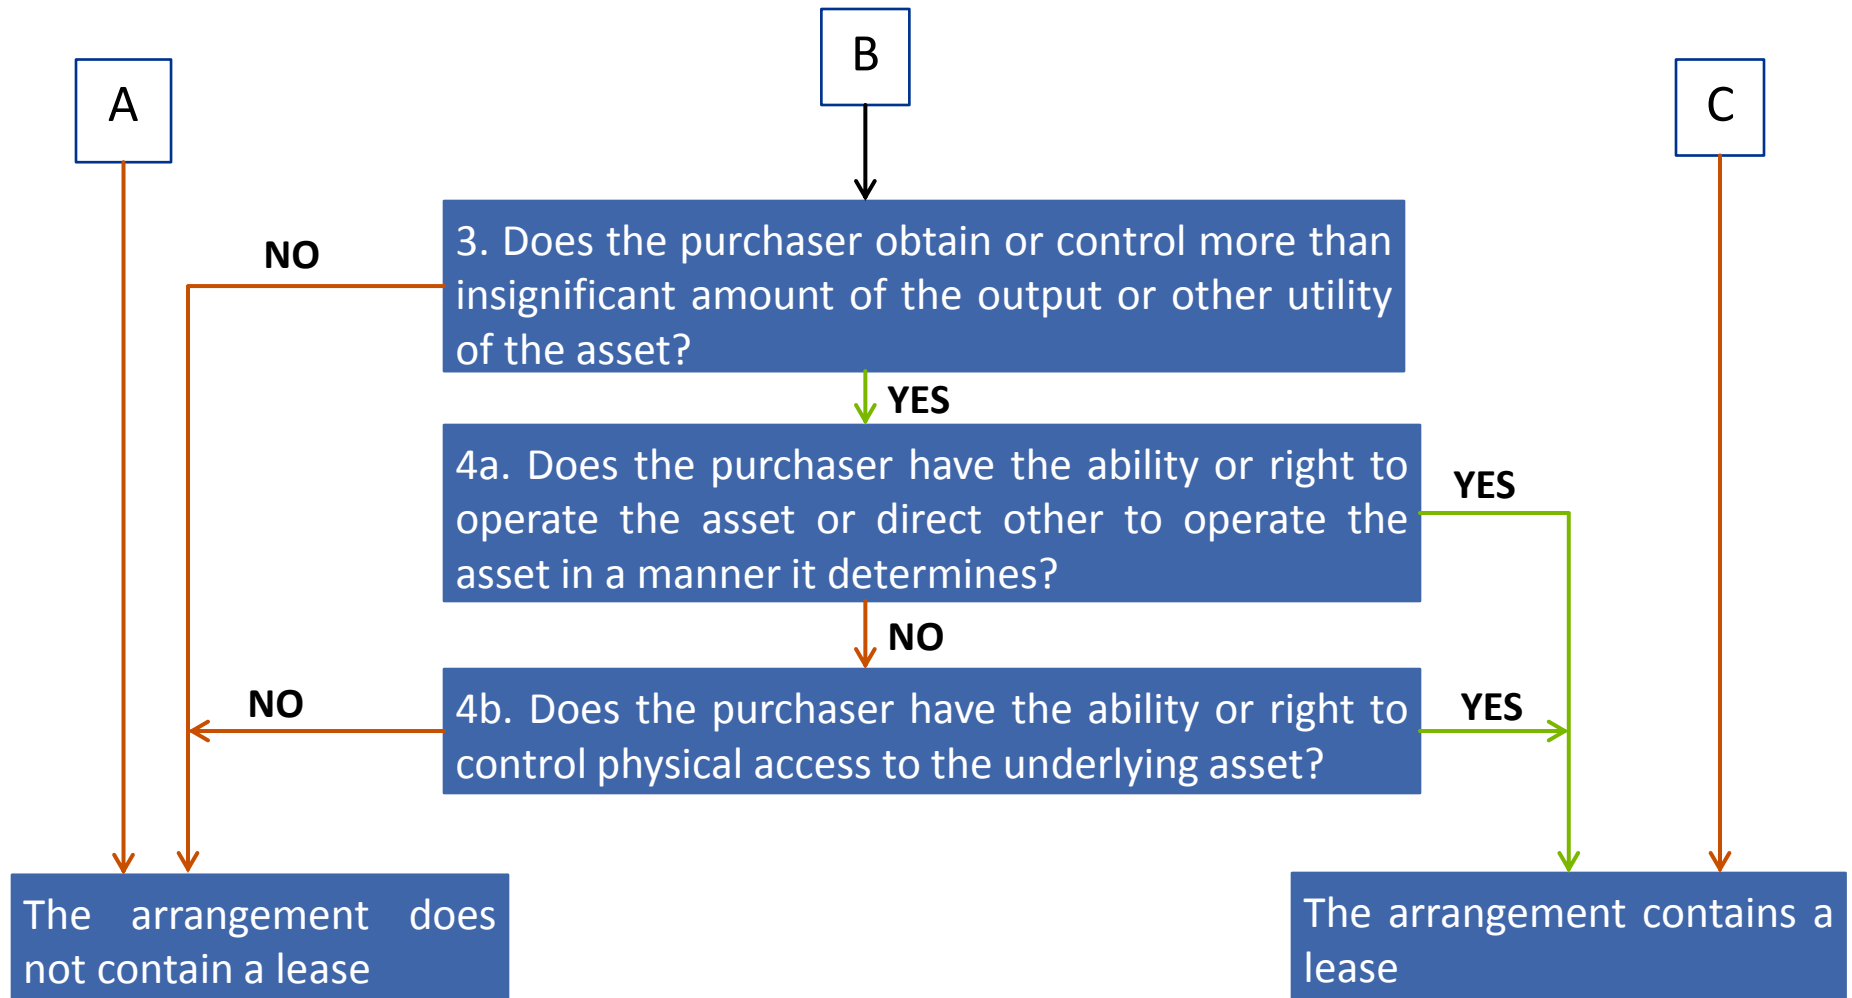 B
A
C
NO
3. Does the purchaser obtain or control more than
insignificant amount of the output or other utility
of the asset?
YES
4a. Does the purchaser have the ability or right to
operate the asset or direct other to operate the
asset in a manner it determines?
YES
NO
NO
4b. Does the purchaser have the ability or right to
control physical access to the underlying asset?
YES
The arrangement does
not contain a lease
The arrangement contains a
lease